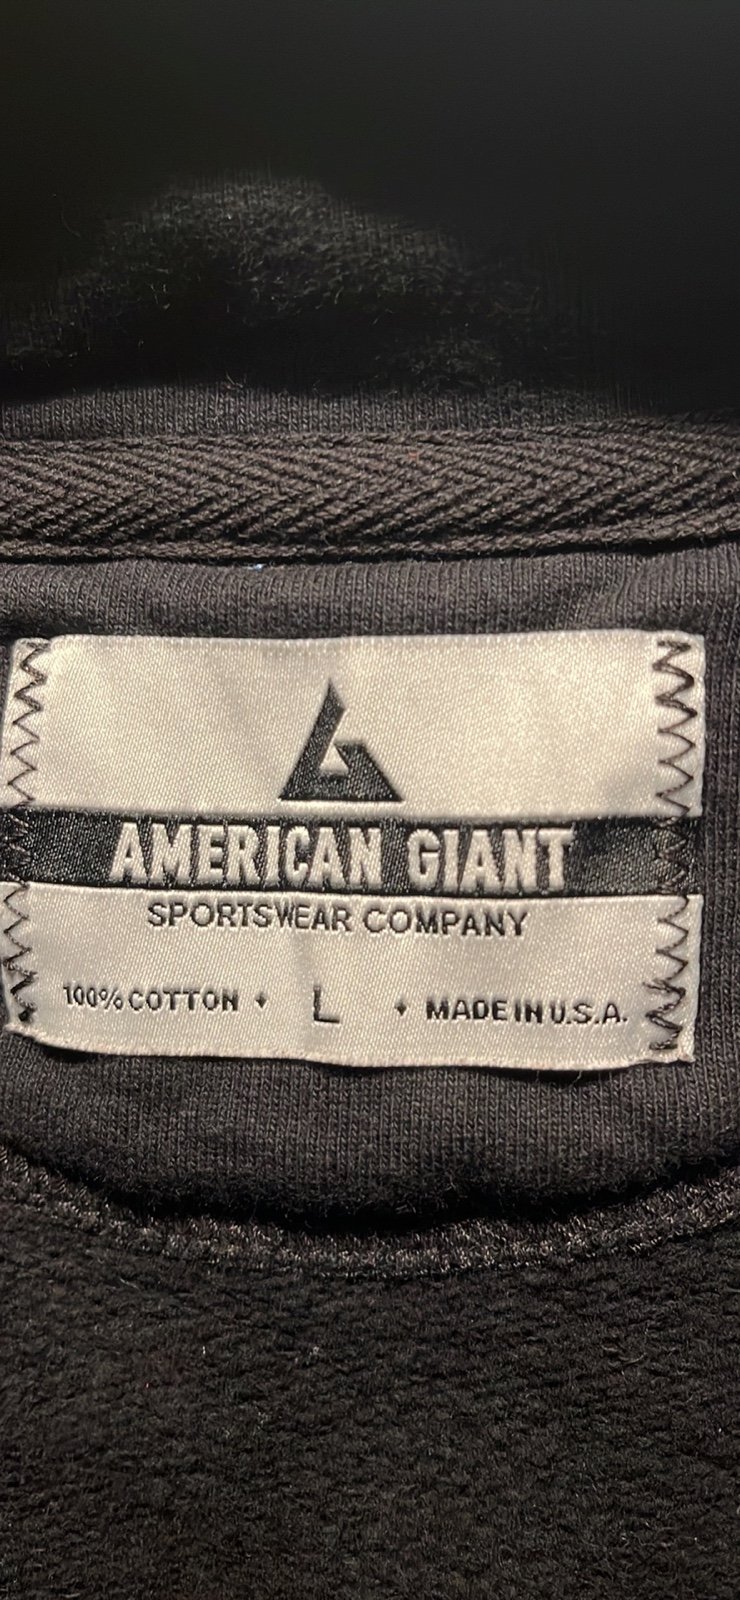 AMERICAN GIANT
SPORTSWEAR COMPANY
100% COTTON ♦ L ♦ MADE IN U.S.A.